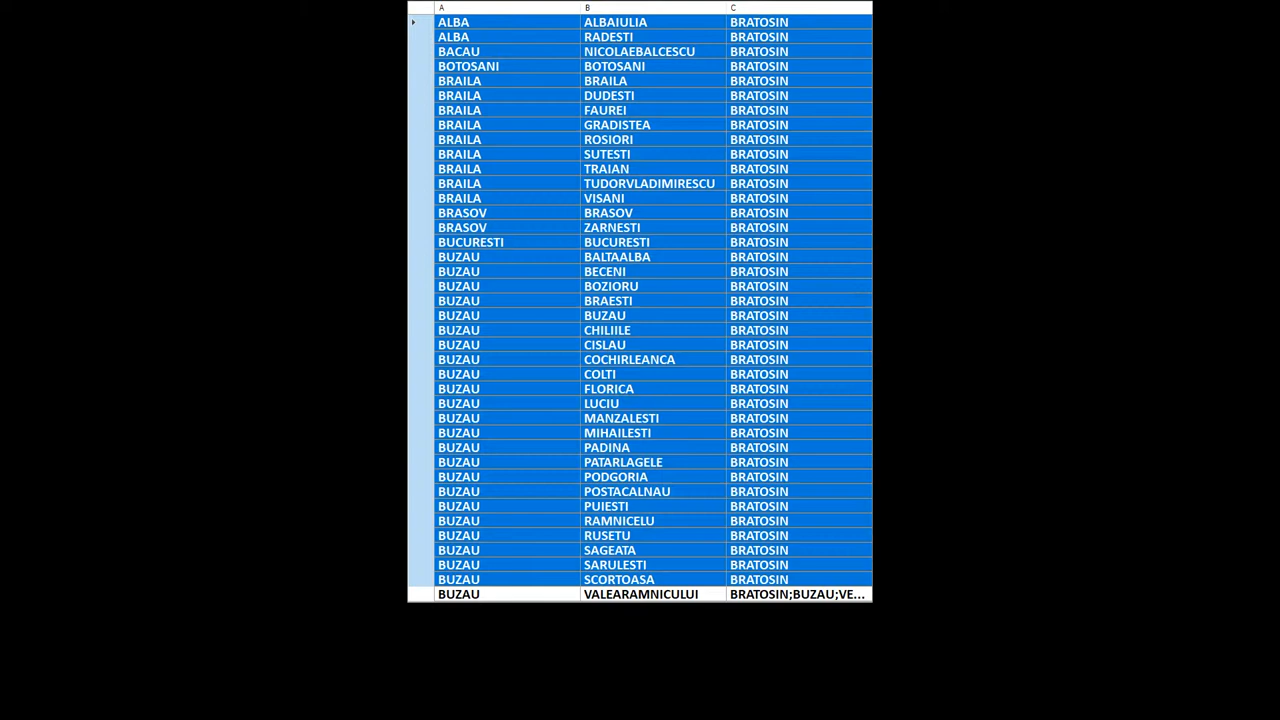 A B C
ALBA ALBAIULIA BRATOSIN
ALBA RADESTI BRATOSIN
BACAU NICOLAEBALCESCU BRATOSIN
BOTOSANI BOTOSANI BRATOSIN
BRAILA BRAILA BRATOSIN
BRAILA DUDESTI BRATOSIN
BRAILA FAUREI BRATOSIN
BRAILA GRADISTEA BRATOSIN
BRAILA ROSIORI BRATOSIN
BRAILA SUTESTI BRATOSIN
BRAILA TRAIAN BRATOSIN
BRAILA TUDORVLADIMIRESCU BRATOSIN
BRAILA VISANI BRATOSIN
BRASOV BRASOV BRATOSIN
BRASOV ZARNESTI BRATOSIN
BUCURESTI BUCURESTI BRATOSIN
BUZAU BALTAALBA BRATOSIN
BUZAU BECENI BRATOSIN
BUZAU BOZIORU BRATOSIN
BUZAU BRAESTI BRATOSIN
BUZAU BUZAU BRATOSIN
BUZAU CHILIILE BRATOSIN
BUZAU CISLAU BRATOSIN
BUZAU COCHIRLEANCA BRATOSIN
BUZAU COLTI BRATOSIN
BUZAU FLORICA BRATOSIN
BUZAU LUCIU BRATOSIN
BUZAU MANZALESTI BRATOSIN
BUZAU MIHAILESTI BRATOSIN
BUZAU PADINA BRATOSIN
BUZAU PATARLAGELE BRATOSIN
BUZAU PODGORIA BRATOSIN
BUZAU POSTACALNAU BRATOSIN
BUZAU PUIESTI BRATOSIN
BUZAU RAMNICELU BRATOSIN
BUZAU RUSETU BRATOSIN
BUZAU SAGEATA BRATOSIN
BUZAU SARULESTI BRATOSIN
BUZAU SCORTOASA BRATOSIN
BUZAU VALEARAMNICULUI BRATOSIN;BUZAU;VE...